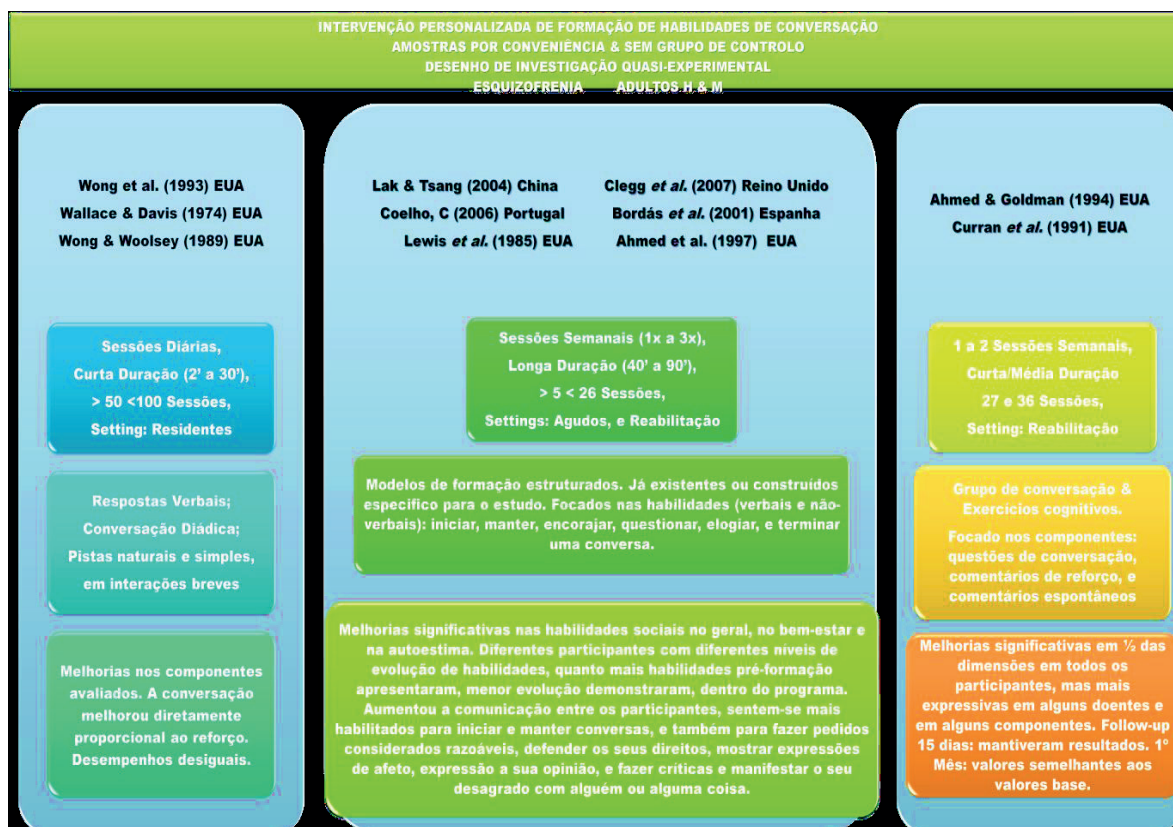 INTERVENÇÃO PERSONALIZADA DE FORMAÇÃO DE HABILIDADES DE CONVERSAÇÃO
AMOSTRAS POR CONVENIÊNCIA & SEM GRUPO DE CONTROLO
DESENHO DE INVESTIGAÇÃO QUASI-EXPERIMENTAL
ESQUIZOFRENIA ADULTOS H & M
Wong et al. (1993) EUA
Wallace & Davis (1974) EUA
Wong & Woolsey (1989) EUA
Sessões Diárias,
Curta Duração (2' a 30'),
> 50 <100 Sessões,
Setting: Residentes
Respostas Verbais;
Conversação Diádica;
Pistas naturais e simples,
em interações breves
Melhorias nos componentes
avaliados. A conversação
melhorou diretamente
proporcional ao reforço.
Desempenhos desiguais.
Lak & Tsang (2004) China Clegg et al. (2007) Reino Unido
Coelho, C (2006) Portugal Bordás et al. (2001) Espanha
Lewis et al. (1985) EUA Ahmed et al. (1997) EUA
Sessões Semanais (1x a 3x),
Longa Duração (40' a 90'),
> 5 < 26 Sessões,
Settings: Agudos, e Reabilitação
Modelos de formação estruturados. Já existentes ou construídos
específico para o estudo. Focados nas habilidades (verbais e não-
verbais): iniciar, manter, encorajar, questionar, elogiar, e terminar
uma conversa.
Melhorias significativas nas habilidades sociais no geral, no bem-estar e
na autoestima. Diferentes participantes com diferentes níveis de
evolução de habilidades, quanto mais habilidades pré-formação
apresentaram, menor evolução demonstraram, dentro do programa.
Aumentou a comunicação entre os participantes, sentem-se mais
habilitados para iniciar e manter conversas, e também para fazer pedidos
considerados razoáveis, defender os seus direitos, mostrar expressões
de afeto, expressão a sua opinião, e fazer críticas e manifestar o seu
desagrado com alguém ou alguma coisa.
Ahmed & Goldman (1994) EUA
Curran et al. (1991) EUA
1 a 2 Sessões Semanais,
Curta/Média Duração
27 e 36 Sessões,
Setting: Reabilitação
Grupo de conversação &
Exercícios cognitivos.
Focado nos componentes:
questões de conversação,
comentários de reforço, e
comentários espontâneos
Melhorias significativas em ½ das
dimensões em todos os
participantes, mas mais
expressivas em alguns doentes e
em alguns componentes. Follow-up
15 dias: mantiveram resultados. 1º
Mês: valores semelhantes aos
valores base.